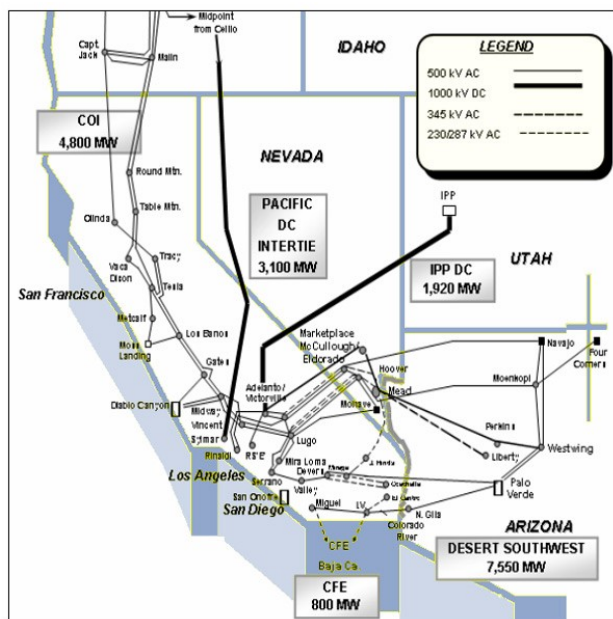 Midpoint
from Celilo
IDAHO
Capt.
Jack
Malin
LEGEND
500 kV AC
1000 kV DC
345 kV AC
230/287 kV AC
COI
4,800 MW
NEVADA
Round Mtn.
Table Mtn.
Olinda
PACIFIC
DC
INTERTIE
3,100 MW
IPP
IPP DC
1,920 MW
UTAH
Tracy
Vaca
Dixon
Tesla
San Francisco
Metcalf
Moss
Landing
Los Banos
Gates
Diablo Canyon
Midway
Vincent
Sylmar
Rinaldi
Adelanto/
Victorville
Marketplace
McCullough/
Eldorado
Hoover
Mead
Mohave
Navajo
Four
Corners
Moenkopi
Perkins
Liberty
Westwing
Lugo
Los Angeles
Mira Loma
Devers
Serrano
Valley
San Onofre
San Diego
Miguel
I.V.
El Centro
N. Gila
Colorado
River
Palo
Verde
ARIZONA
CFE
Baja Ca.
CFE
800 MW
DESERT SOUTHWEST
7,550 MW